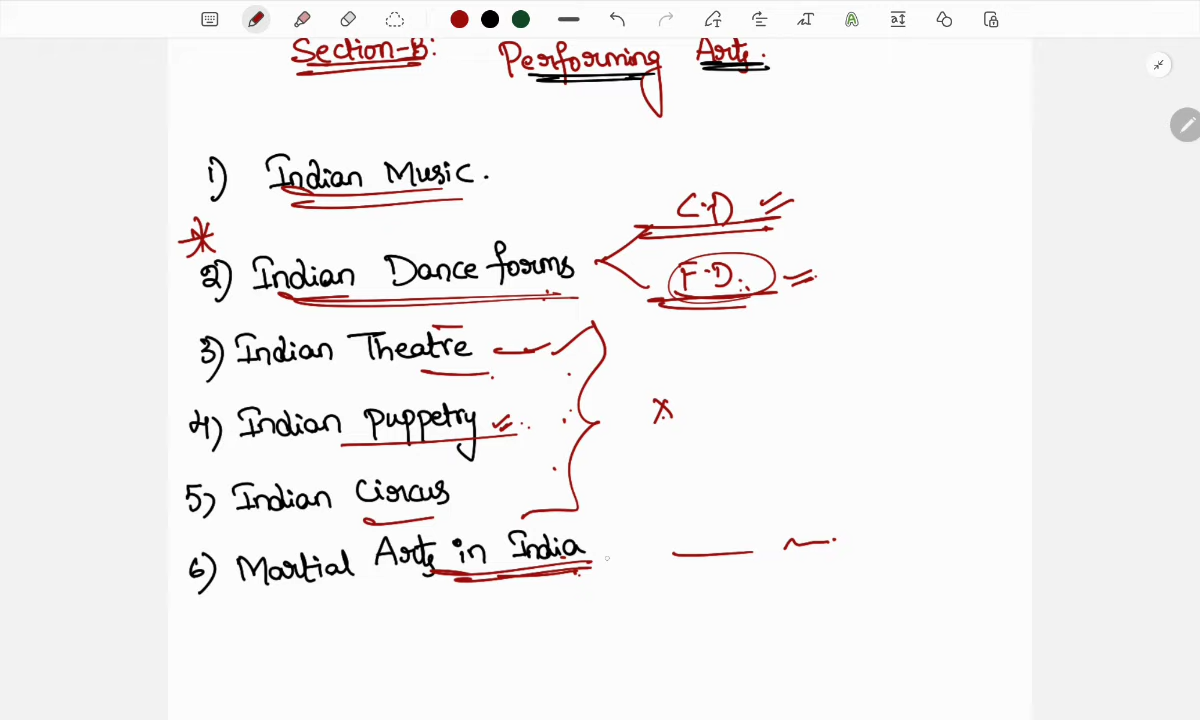 Section-B: Performing Arts.
1) Indian Music.
C.D
* 2) Indian Dance forms
F.D.
3) Indian Theatre
4) Indian puppetry
x
5) Indian Circus
6) Martial Arts in India